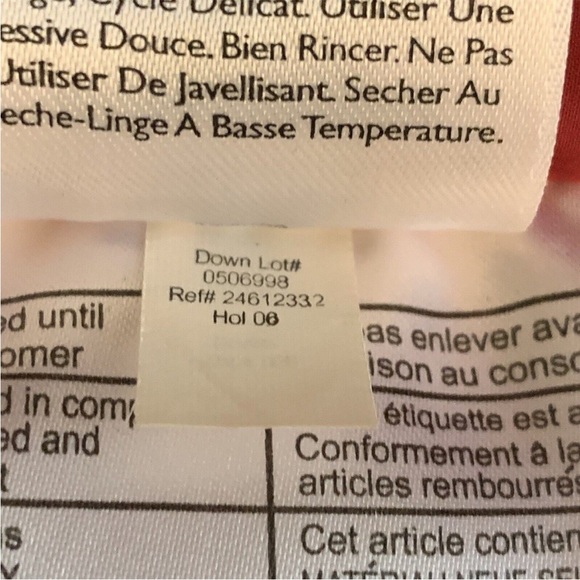 Cycle Delicat. Utiliser Une
essive Douce. Bien Rincer. Ne Pas
Utiliser De Javellisant. Secher Au
eche-Linge A Basse Temperature.
Down Lot#
0506998
Ref# 24612332
Hol 06
ed until
omer
d in com
ed and
t
s
as enlever ava
ison au conso
étiquette est a
Conformement à la
articles rembourrés
Cet article contien